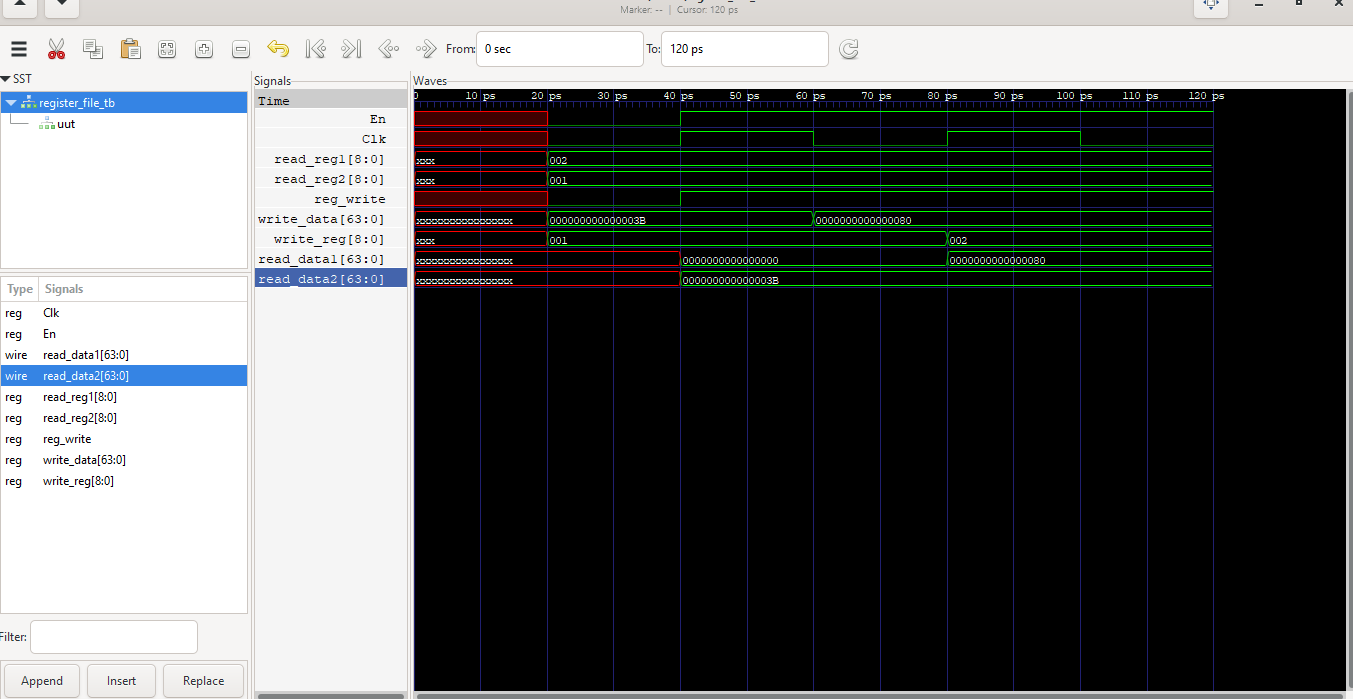 Marker: -- | Cursor: 120 ps
From: 0 sec To: 120 ps
SST
register_file_tb
uut
Type Signals
reg Clk
reg En
wire read_data1[63:0]
wire read_data2[63:0]
reg read_reg1[8:0]
reg read_reg2[8:0]
reg reg_write
reg write_data[63:0]
reg write_reg[8:0]
Filter:
Append Insert Replace
Signals
Time
En
Clk
read_reg1[8:0]
read_reg2[8:0]
reg_write
write_data[63:0]
write_reg[8:0]
read_data1[63:0]
read_data2[63:0]
Waves
0 10 ps 20 ps 30 ps 40 ps 50 ps 60 ps 70 ps 80 ps 90 ps 100 ps 110 ps 120 ps
xxx 002
xxx 001
xxxxxxxxxxxxxxxx 000000000000003B 0000000000000080
xxx 001 002
xxxxxxxxxxxxxxxx 0000000000000000 0000000000000080
xxxxxxxxxxxxxxxx 000000000000003B